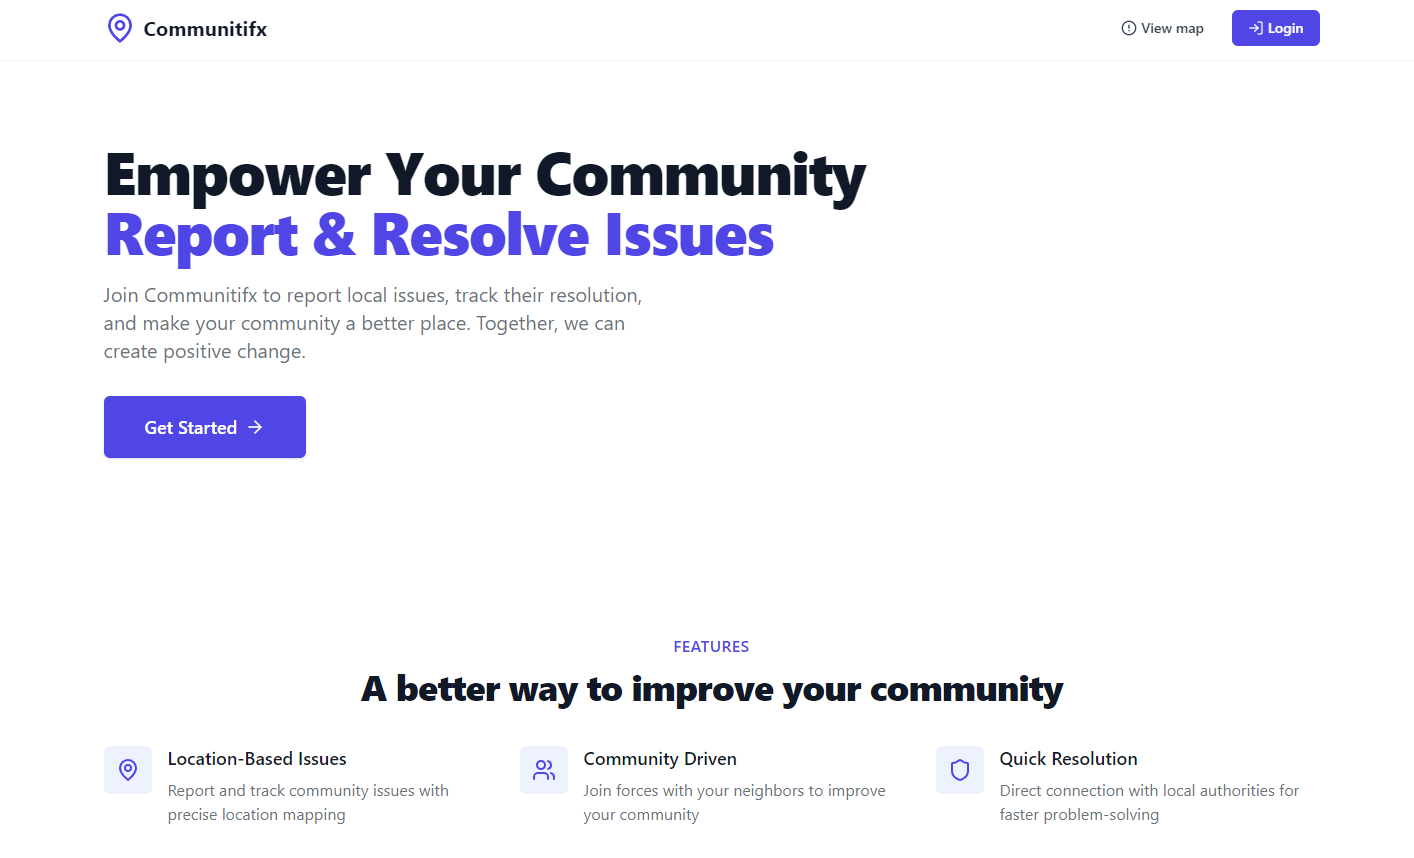 Communitifx
View map
Login
Empower Your Community
Report & Resolve Issues
Join Communitifx to report local issues, track their resolution,
and make your community a better place. Together, we can
create positive change.
Get Started
FEATURES
A better way to improve your community
Location-Based Issues
Report and track community issues with
precise location mapping
Community Driven
Join forces with your neighbors to improve
your community
Quick Resolution
Direct connection with local authorities for
faster problem-solving